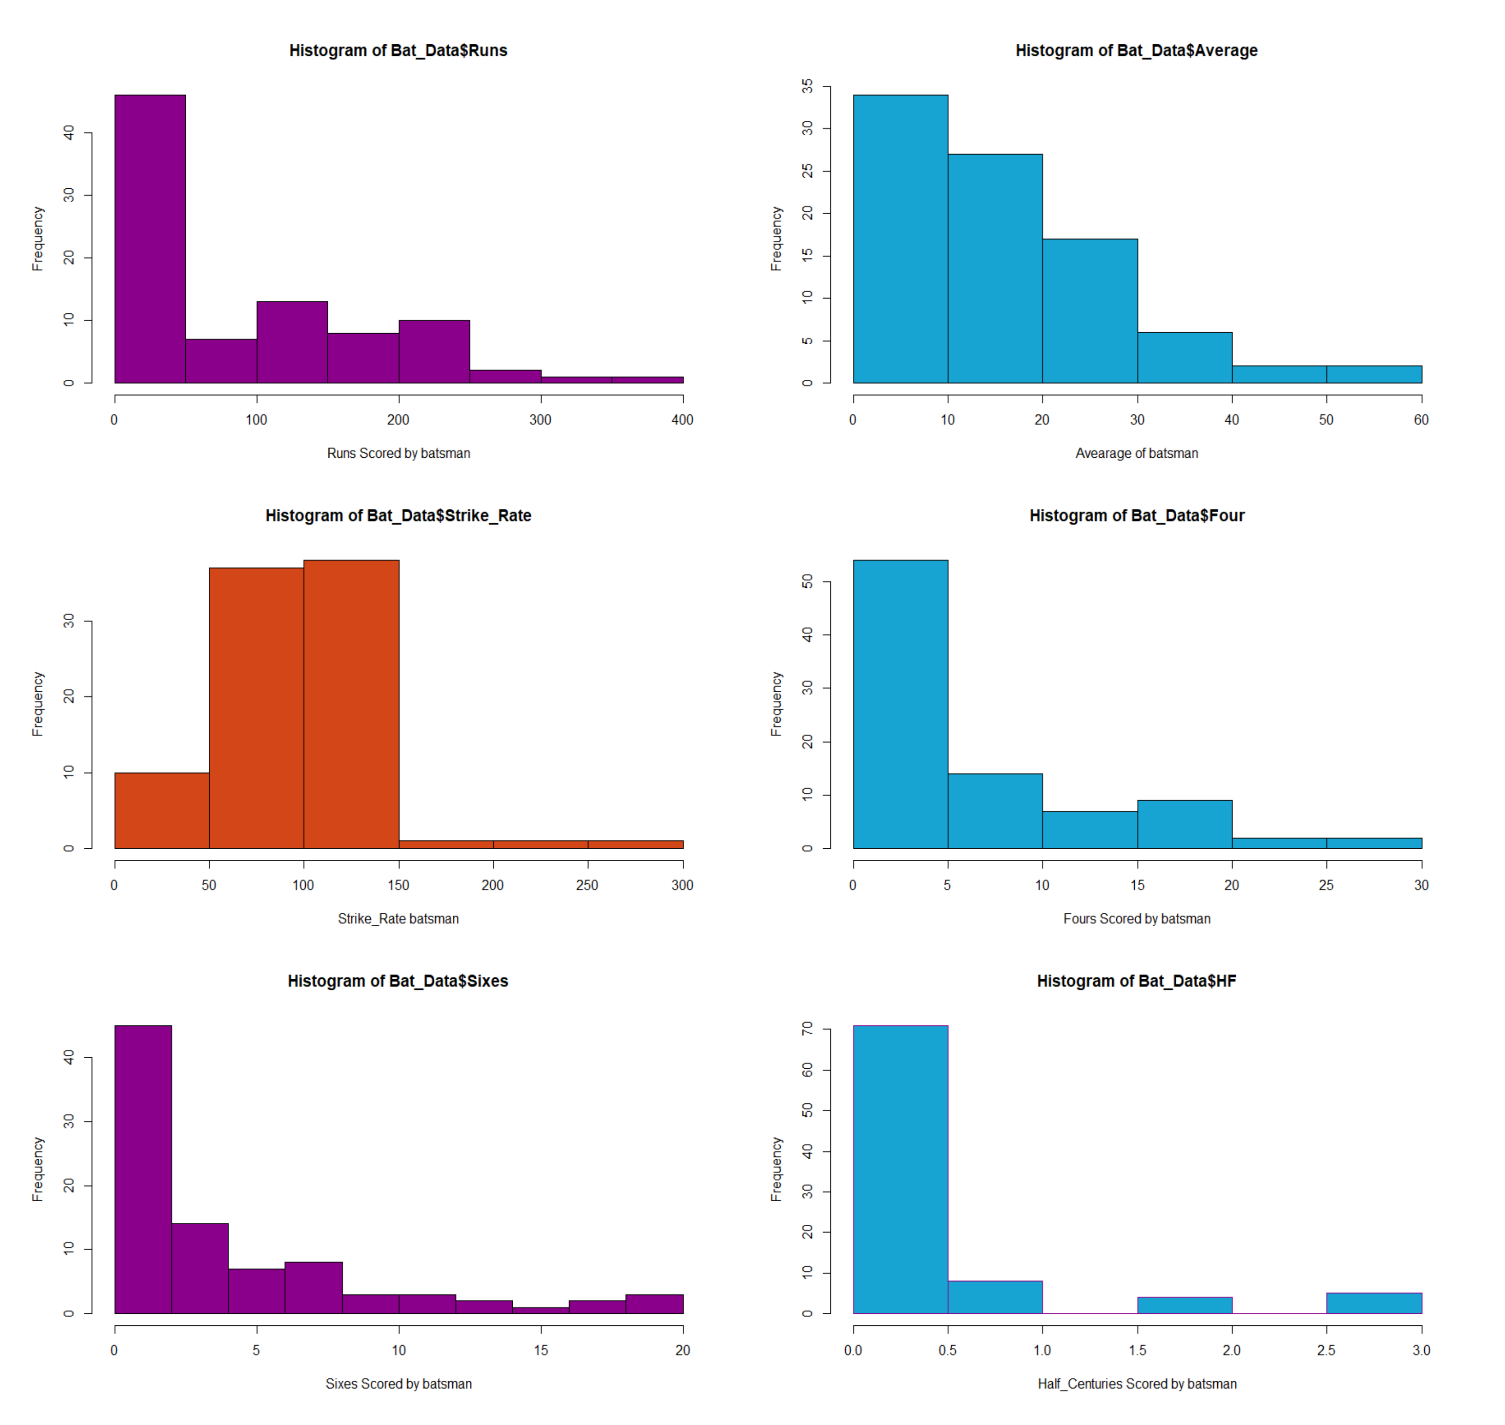 Histogram of Bat_Data$Runs
Frequency
0 10 20 30 40
0 100 200 300 400
Runs Scored by batsman
Histogram of Bat_Data$Average
Frequency
0 5 10 15 20 25 30 35
0 10 20 30 40 50 60
Avearage of batsman
Histogram of Bat_Data$Strike_Rate
Frequency
0 10 20 30
0 50 100 150 200 250 300
Strike_Rate batsman
Histogram of Bat_Data$Four
Frequency
0 10 20 30 40 50
0 5 10 15 20 25 30
Fours Scored by batsman
Histogram of Bat_Data$Sixes
Frequency
0 10 20 30 40
0 5 10 15 20
Sixes Scored by batsman
Histogram of Bat_Data$HF
Frequency
0 10 20 30 40 50 60 70
0.0 0.5 1.0 1.5 2.0 2.5 3.0
Half_Centuries Scored by batsman